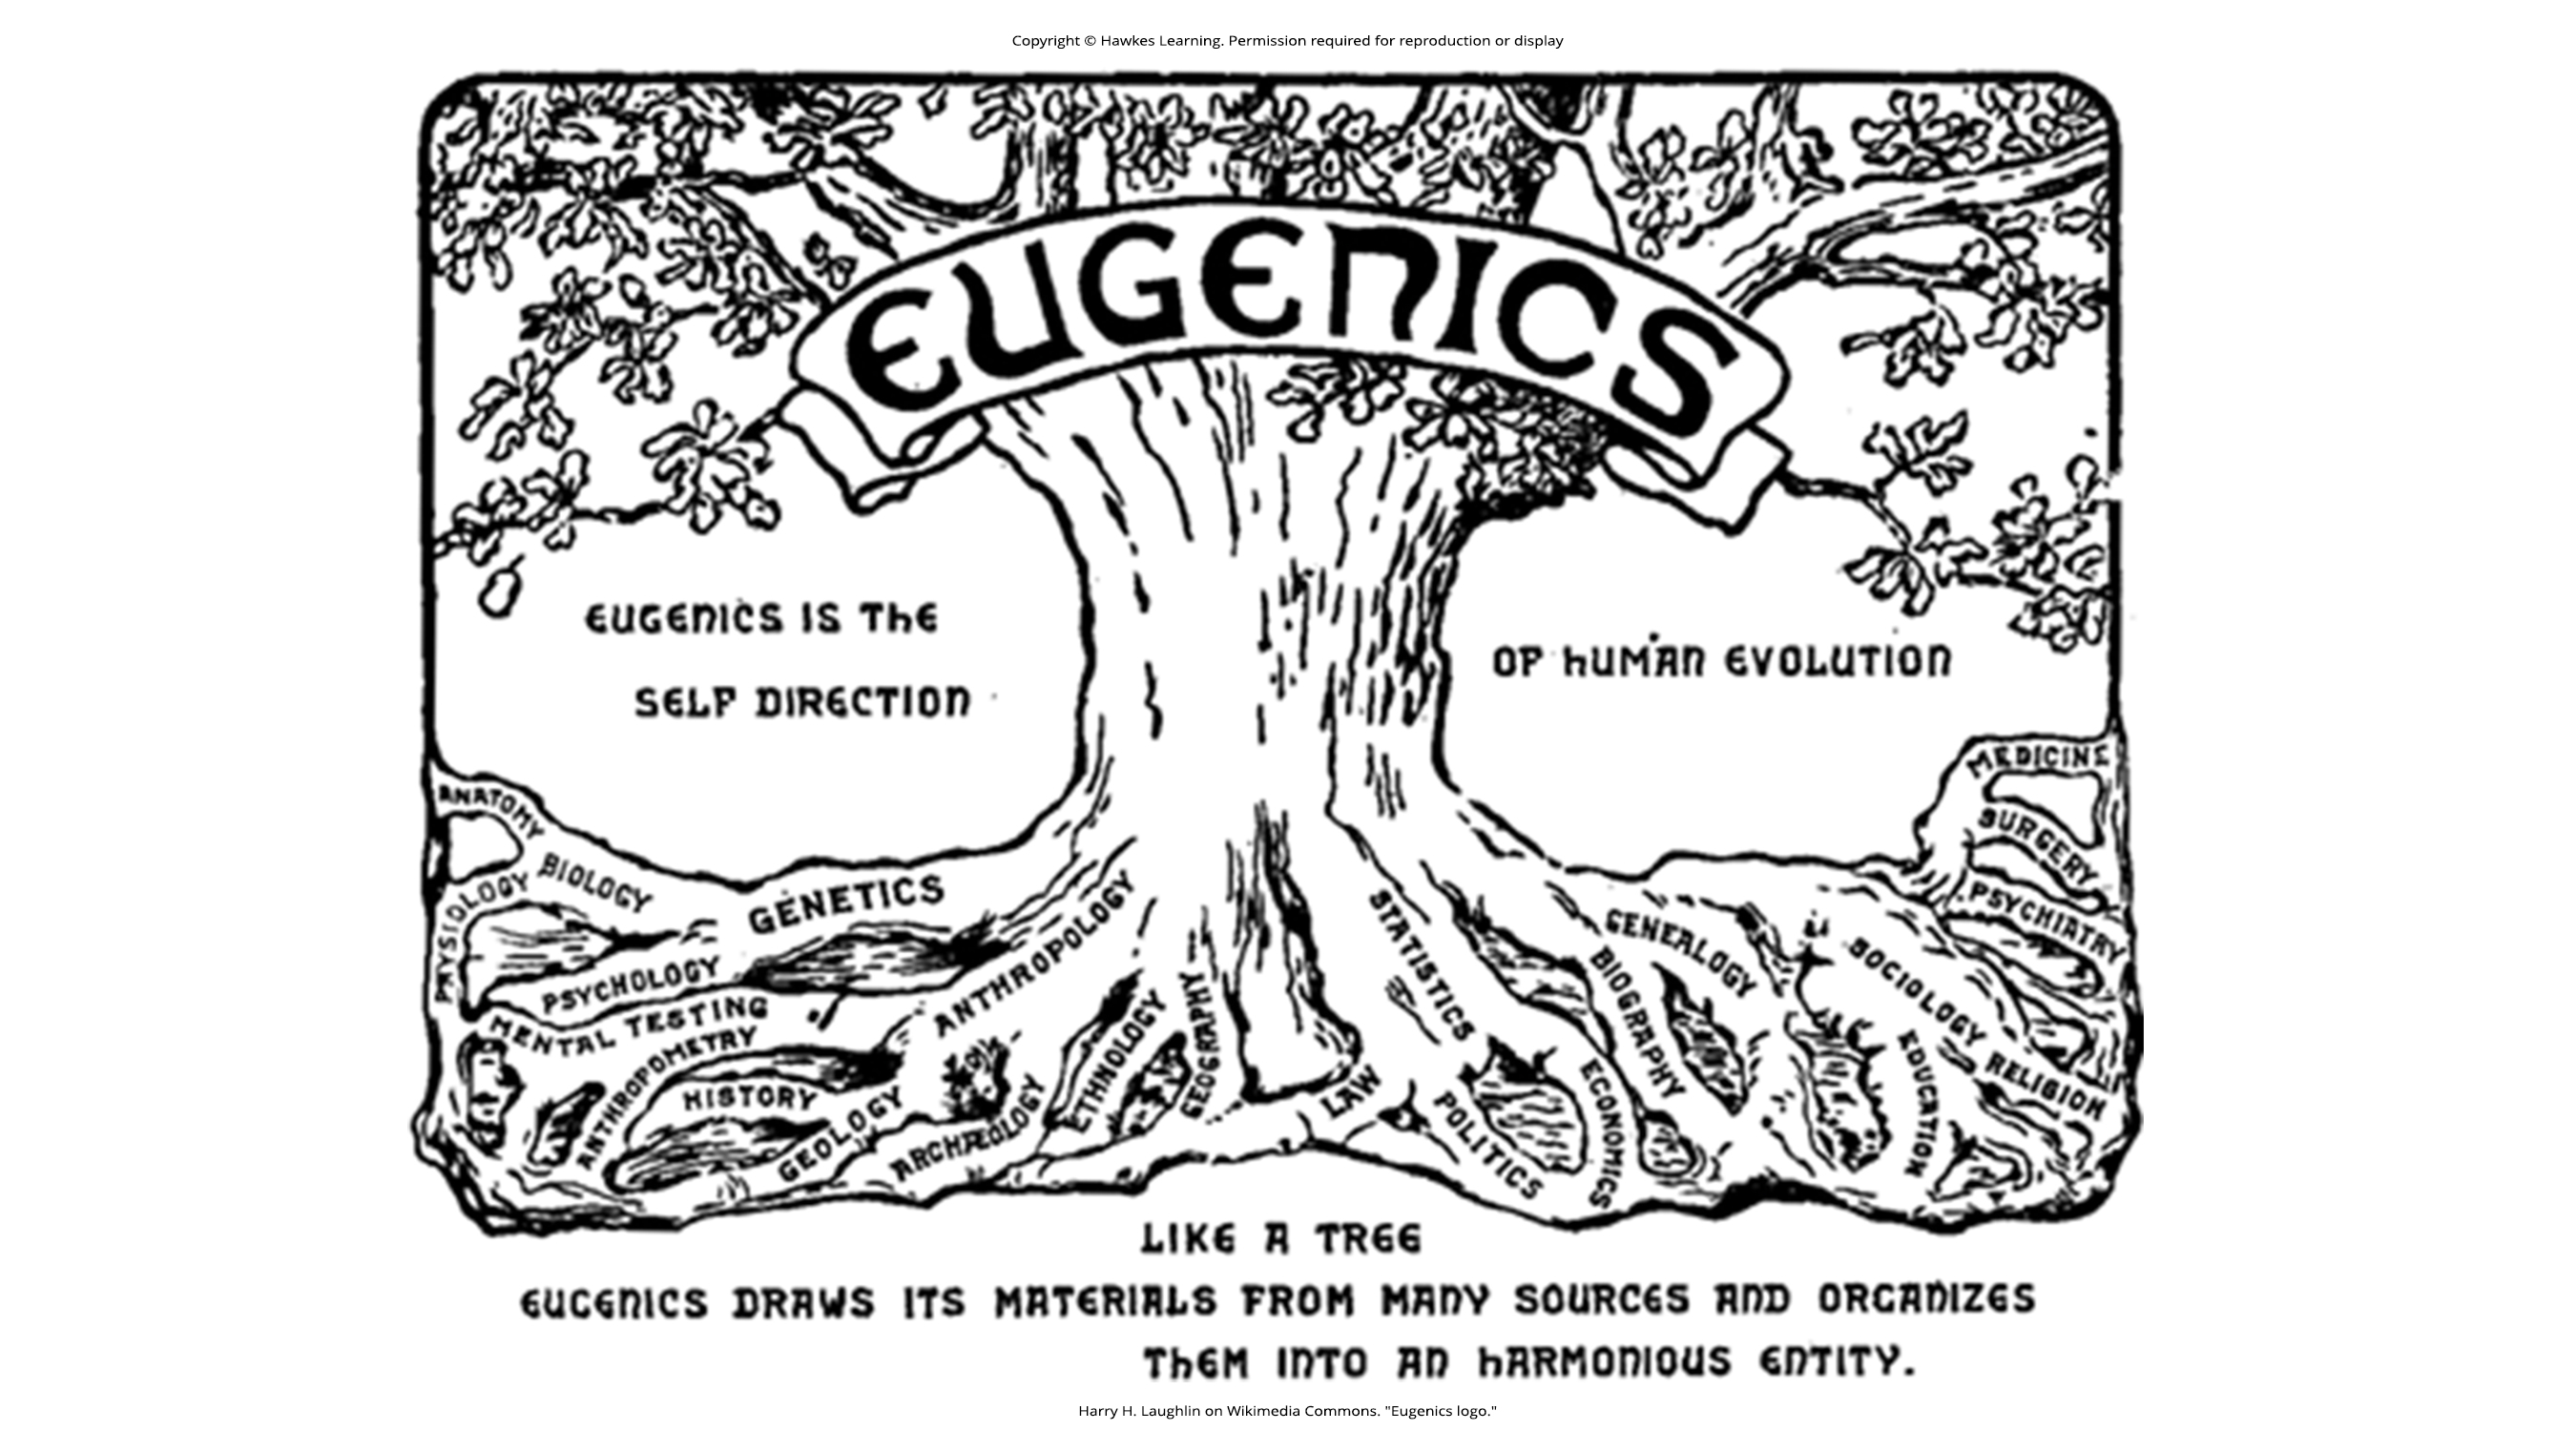 Copyright © Hawkes Learning. Permission required for reproduction or display
EUGENICS
EUGENICS IS THE
SELF DIRECTION
OF HUMAN EVOLUTION
ANATOMY
BIOLOGY
PHYSIOLOGY
GENETICS
PSYCHOLOGY
MENTAL TESTING
ANTHROPOMETRY
HISTORY
GEOLOGY
ANTHROPOLOGY
ARCHÆOLOGY
ETHNOLOGY
GEOGRAPHY
LAW
STATISTICS
POLITICS
ECONOMICS
BIOGRAPHY
GENEALOGY
EDUCATION
SOCIOLOGY
RELIGION
PSYCHIATRY
SURGERY
MEDICINE
LIKE A TREE
EUGENICS DRAWS ITS MATERIALS FROM MANY SOURCES AND ORGANIZES
THEM INTO AN HARMONIOUS ENTITY.
Harry H. Laughlin on Wikimedia Commons. "Eugenics logo."